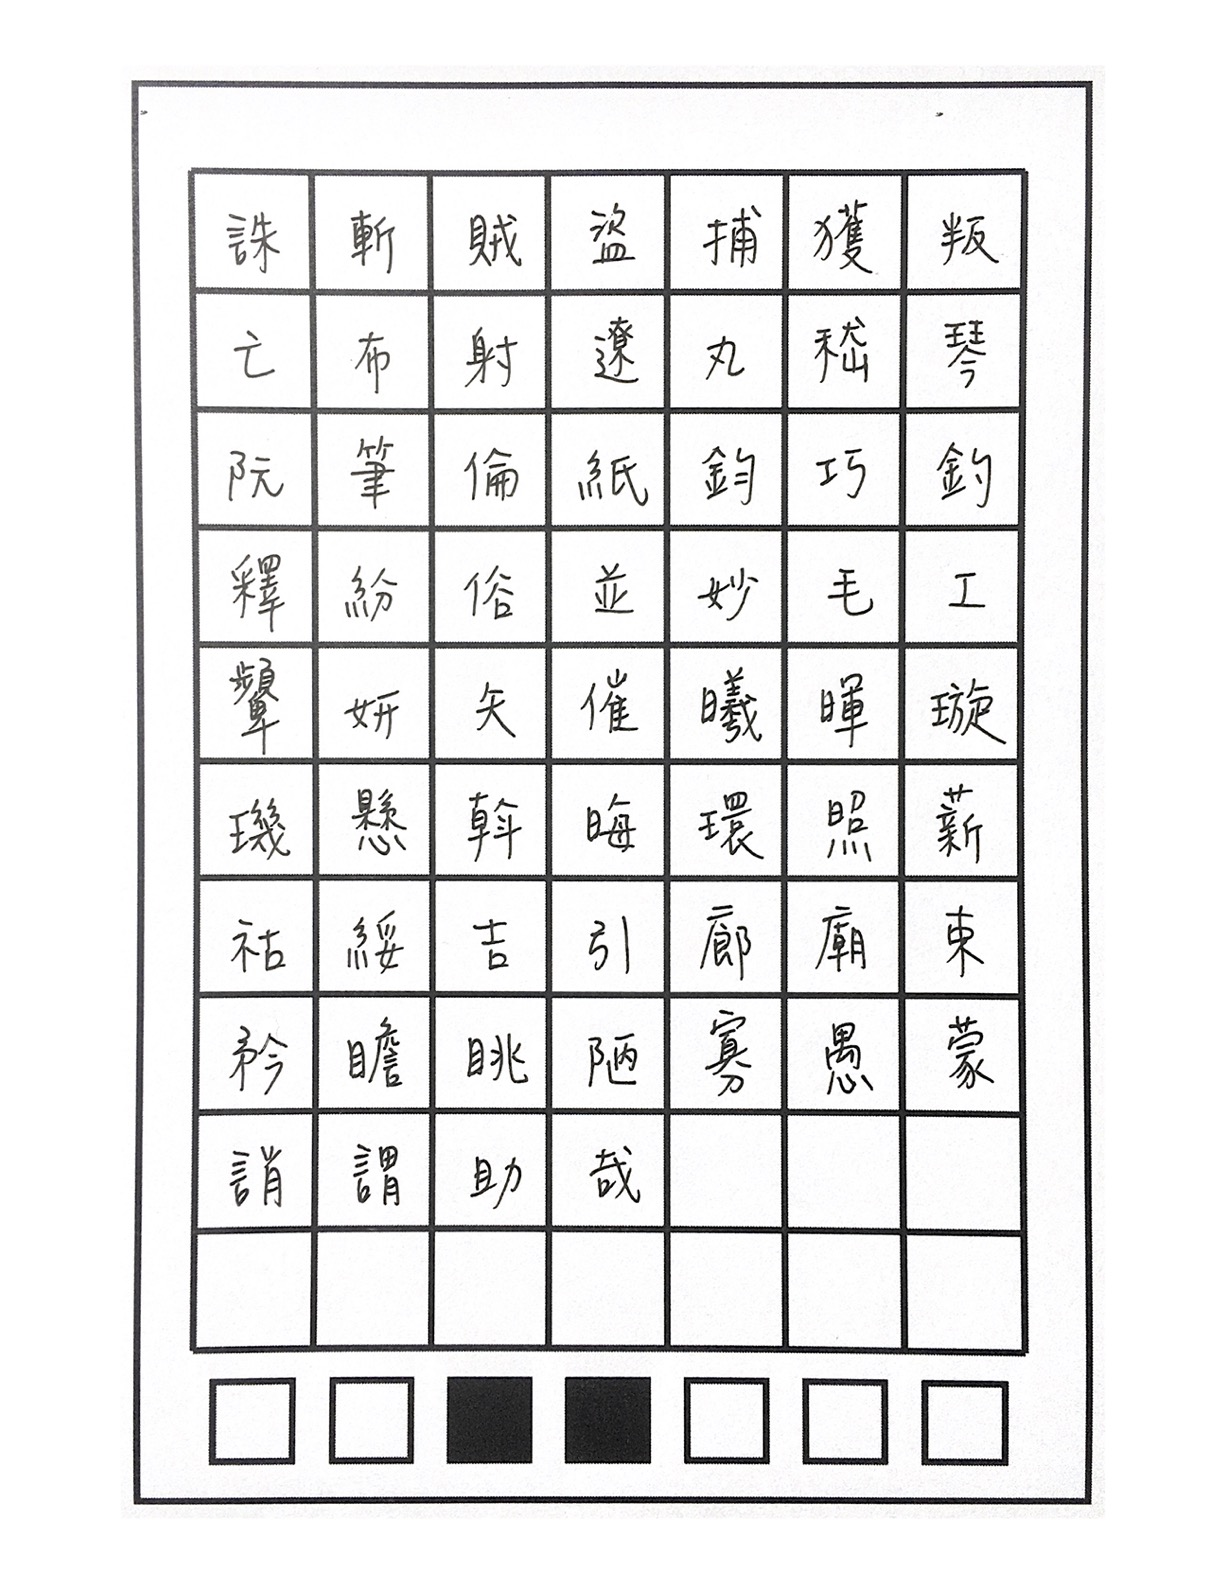 誅斬賊盜捕獲叛
亡布射遼丸嵇琴
阮筆倫紙鈞巧釣
釋紛俗並妙毛工
顰妍矢催曦暉璇
璣懸斡晦環照薪
祜綏吉引廊廟束
矜瞻眺陋寡愚蒙
誚謂助哉